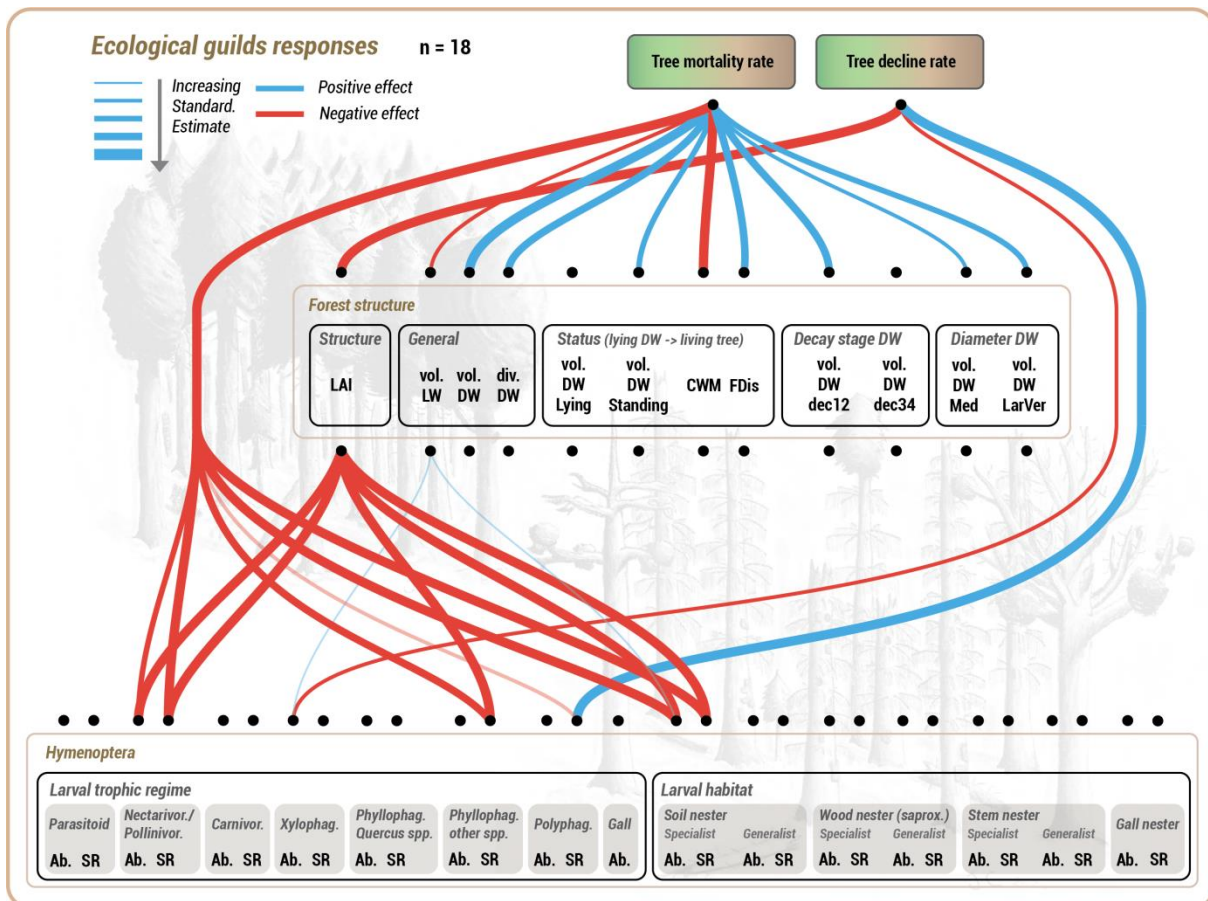 Ecological guilds responses n = 18
Increasing
Standard.
Estimate
Positive effect
Negative effect
Tree mortality rate
Tree decline rate
Forest structure
Structure
LAI
General
vol. vol. div.
LW DW DW
Status (lying DW -> living tree)
vol. vol.
DW DW CWM FDis
Lying Standing
Decay stage DW
vol. vol.
DW DW
dec12 dec34
Diameter DW
vol. vol.
DW DW
Med LarVer
Hymenoptera
Larval trophic regime
Parasitoid
Ab. SR
Nectarivor./
Pollinivor.
Ab. SR
Carnivor.
Ab. SR
Xylophag.
Ab. SR
Phyllophag.
Quercus spp.
Ab. SR
Phyllophag.
other spp.
Ab. SR
Polyphag.
Ab. SR
Gall
Ab.
Larval habitat
Soil nester
Specialist Generalist
Ab. SR Ab. SR
Wood nester (saprox.)
Specialist Generalist
Ab. SR Ab. SR
Stem nester
Specialist Generalist
Ab. SR Ab. SR
Gall nester
Ab. SR